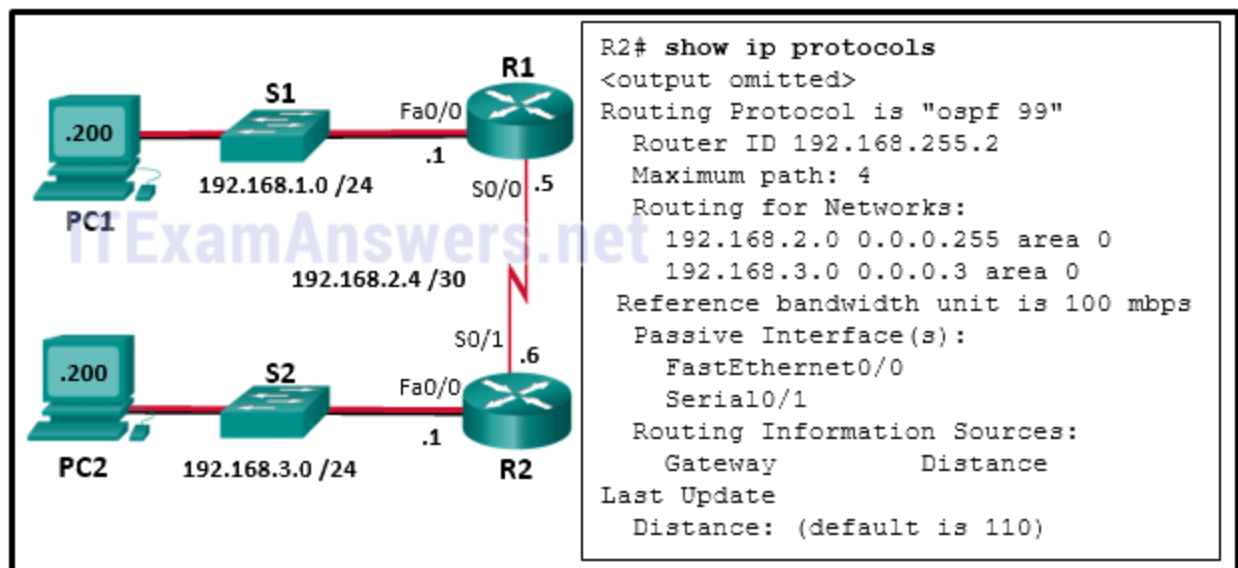 R1
S1
Fa0/0
.200
.1
192.168.1.0 /24
S0/0
.5
PC1
ITExamAnswers.net
192.168.2.4 /30
S0/1
.6
.200
S2
Fa0/0
.1
PC2
192.168.3.0 /24
R2
R2# show ip protocols
<output omitted>
Routing Protocol is "ospf 99"
Router ID 192.168.255.2
Maximum path: 4
Routing for Networks:
192.168.2.0 0.0.0.255 area 0
192.168.3.0 0.0.0.3 area 0
Reference bandwidth unit is 100 mbps
Passive Interface(s):
FastEthernet0/0
Serial0/1
Routing Information Sources:
Gateway Distance
Last Update
Distance: (default is 110)